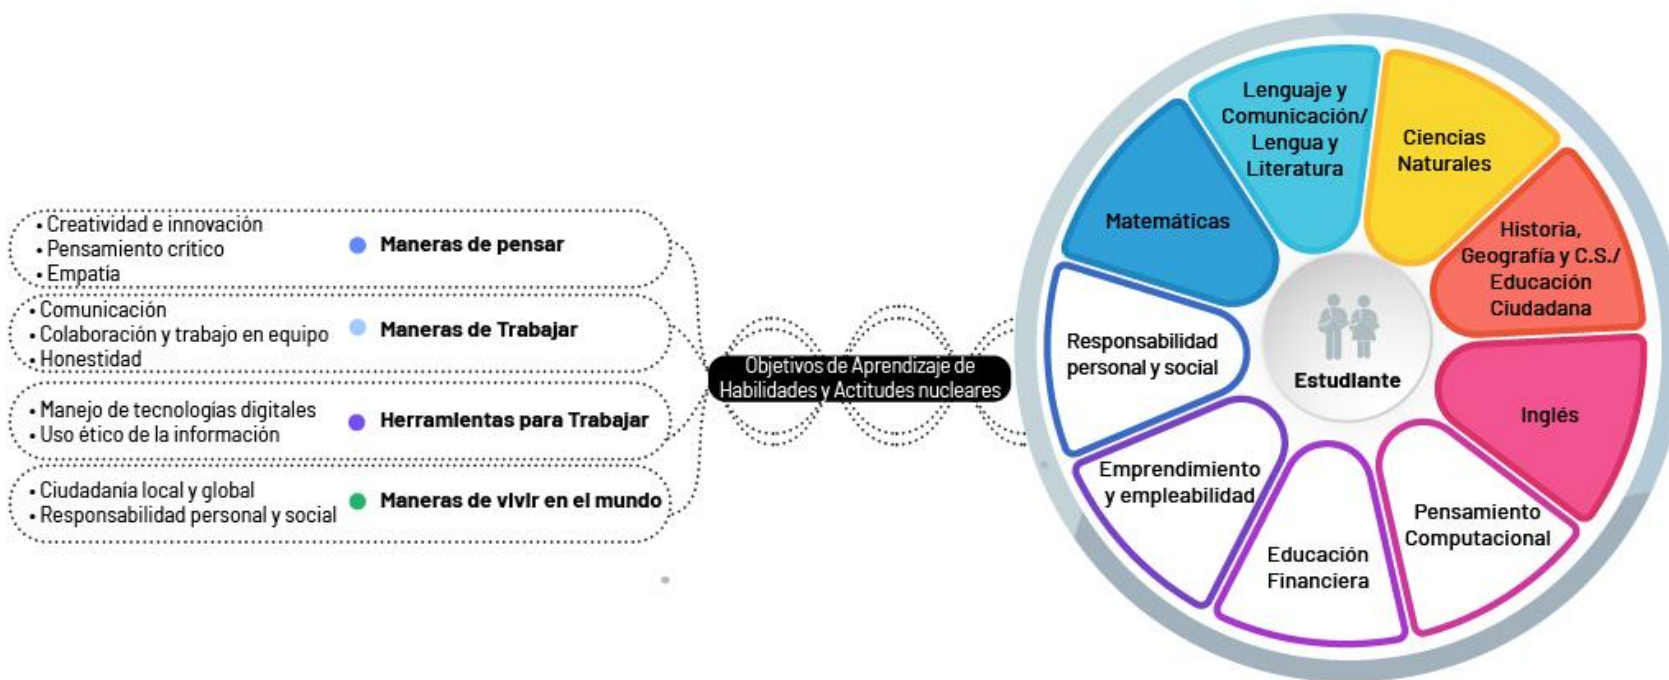 • Creatividad e innovación
• Pensamiento crítico
• Empatía
Maneras de pensar
• Comunicación
• Colaboración y trabajo en equipo
• Honestidad
Maneras de Trabajar
• Manejo de tecnologías digitales
• Uso ético de la información
Herramientas para Trabajar
• Ciudadanía local y global
• Responsabilidad personal y social
Maneras de vivir en el mundo
Objetivos de Aprendizaje de
Habilidades y Actitudes nucleares
Lenguaje y
Comunicación/
Lengua y
Literatura
Ciencias
Naturales
Historia,
Geografía y C.S./
Educación
Ciudadana
Inglés
Pensamiento
Computacional
Educación
Financiera
Emprendimiento
y empleabilidad
Responsabilidad
personal y social
Matemáticas
Estudiante